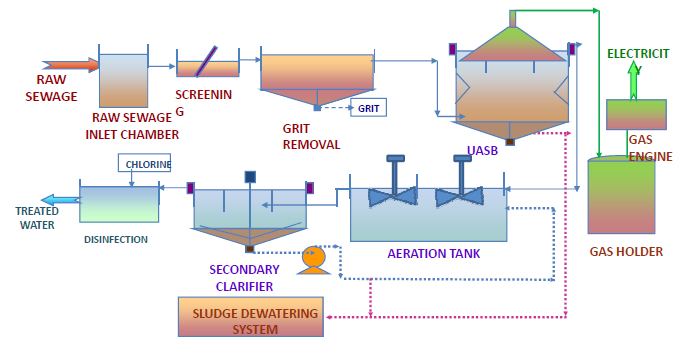 RAW
SEWAGE
RAW SEWAGE
INLET CHAMBER
SCREENIN
G
GRIT
REMOVAL
GRIT
UASB
ELECTRICIT
Y
GAS
ENGINE
GAS HOLDER
AERATION TANK
SECONDARY
CLARIFIER
CHLORINE
DISINFECTION
TREATED
WATER
SLUDGE DEWATERING
SYSTEM